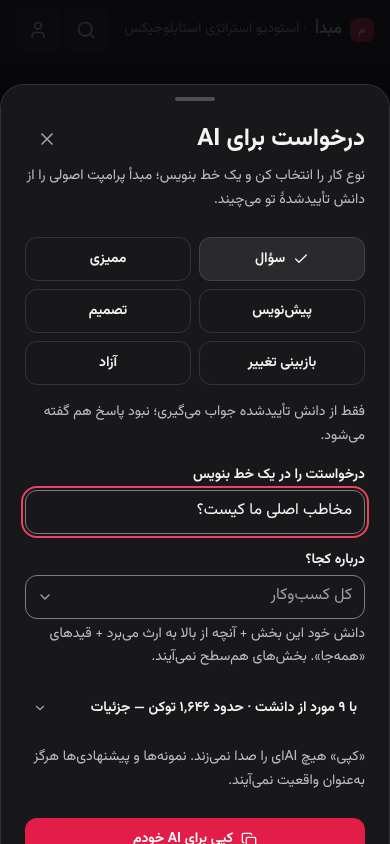 مبدأ · استودیو استراتژی استایلوجیکس
درخواست برای AI
نوع کار را انتخاب کن و یک خط بنویس؛ مبدأ پرامپت اصولی را از
دانش تأییدشدهٔ تو می‌چیند.
سؤال
ممیزی
پیش‌نویس
تصمیم
بازبینی تغییر
آزاد
فقط از دانش تأییدشده جواب می‌گیری؛ نبود پاسخ هم گفته
می‌شود.
درخواستت را در یک خط بنویس
مخاطب اصلی ما کیست؟
درباره کجا؟
کل کسب‌وکار
دانش خود این بخش + آنچه از بالا به ارث می‌برد + قیدهای
«همه‌جا». بخش‌های هم‌سطح نمی‌آیند.
با ۹ مورد از دانشت · حدود ۱,۶۴۶ توکن — جزئیات
«کپی» هیچ AIای را صدا نمی‌زند. نمونه‌ها و پیشنهادی‌ها هرگز
به‌عنوان واقعیت نمی‌آیند.
کپی برای AI خودم